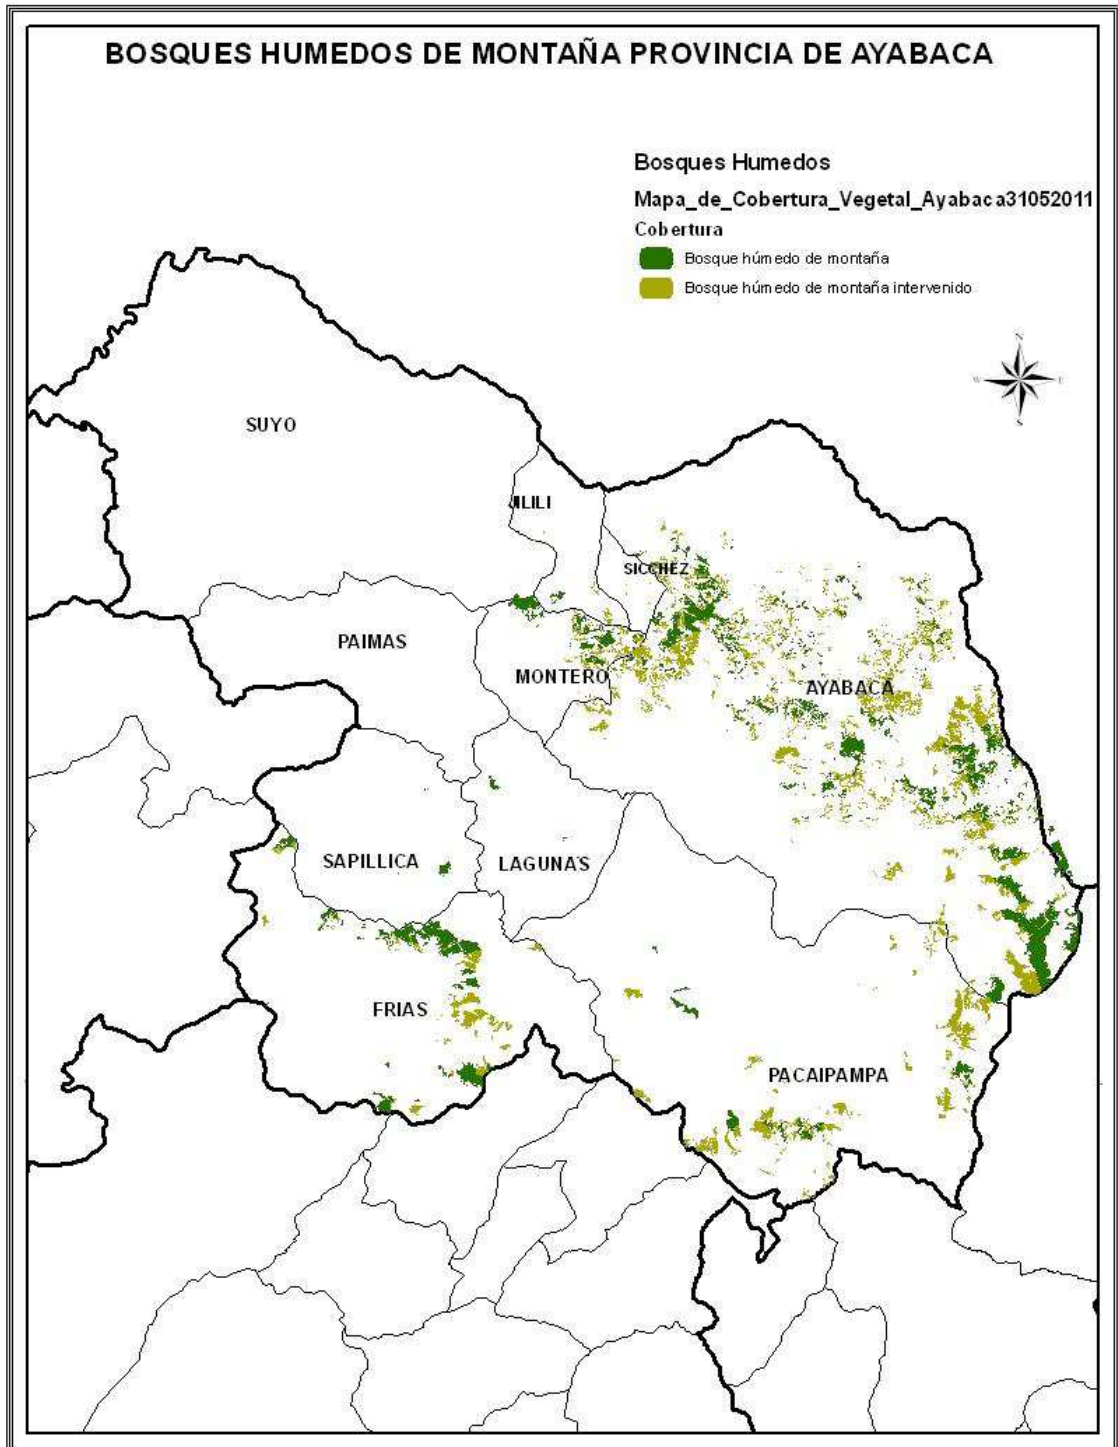 BOSQUES HUMEDOS DE MONTAÑA PROVINCIA DE AYABACA
Bosques Humedos
Mapa_de_Cobertura_Vegetal_Ayabaca31052011
Cobertura
Bosque húmedo de montaña
Bosque húmedo de montaña intervenido
N
W
E
S
SUYO
JILILI
SICCHEZ
PAIMAS
MONTERO
AYABACA
SAPILLICA
LAGUNAS
FRIAS
PACAIPAMPA